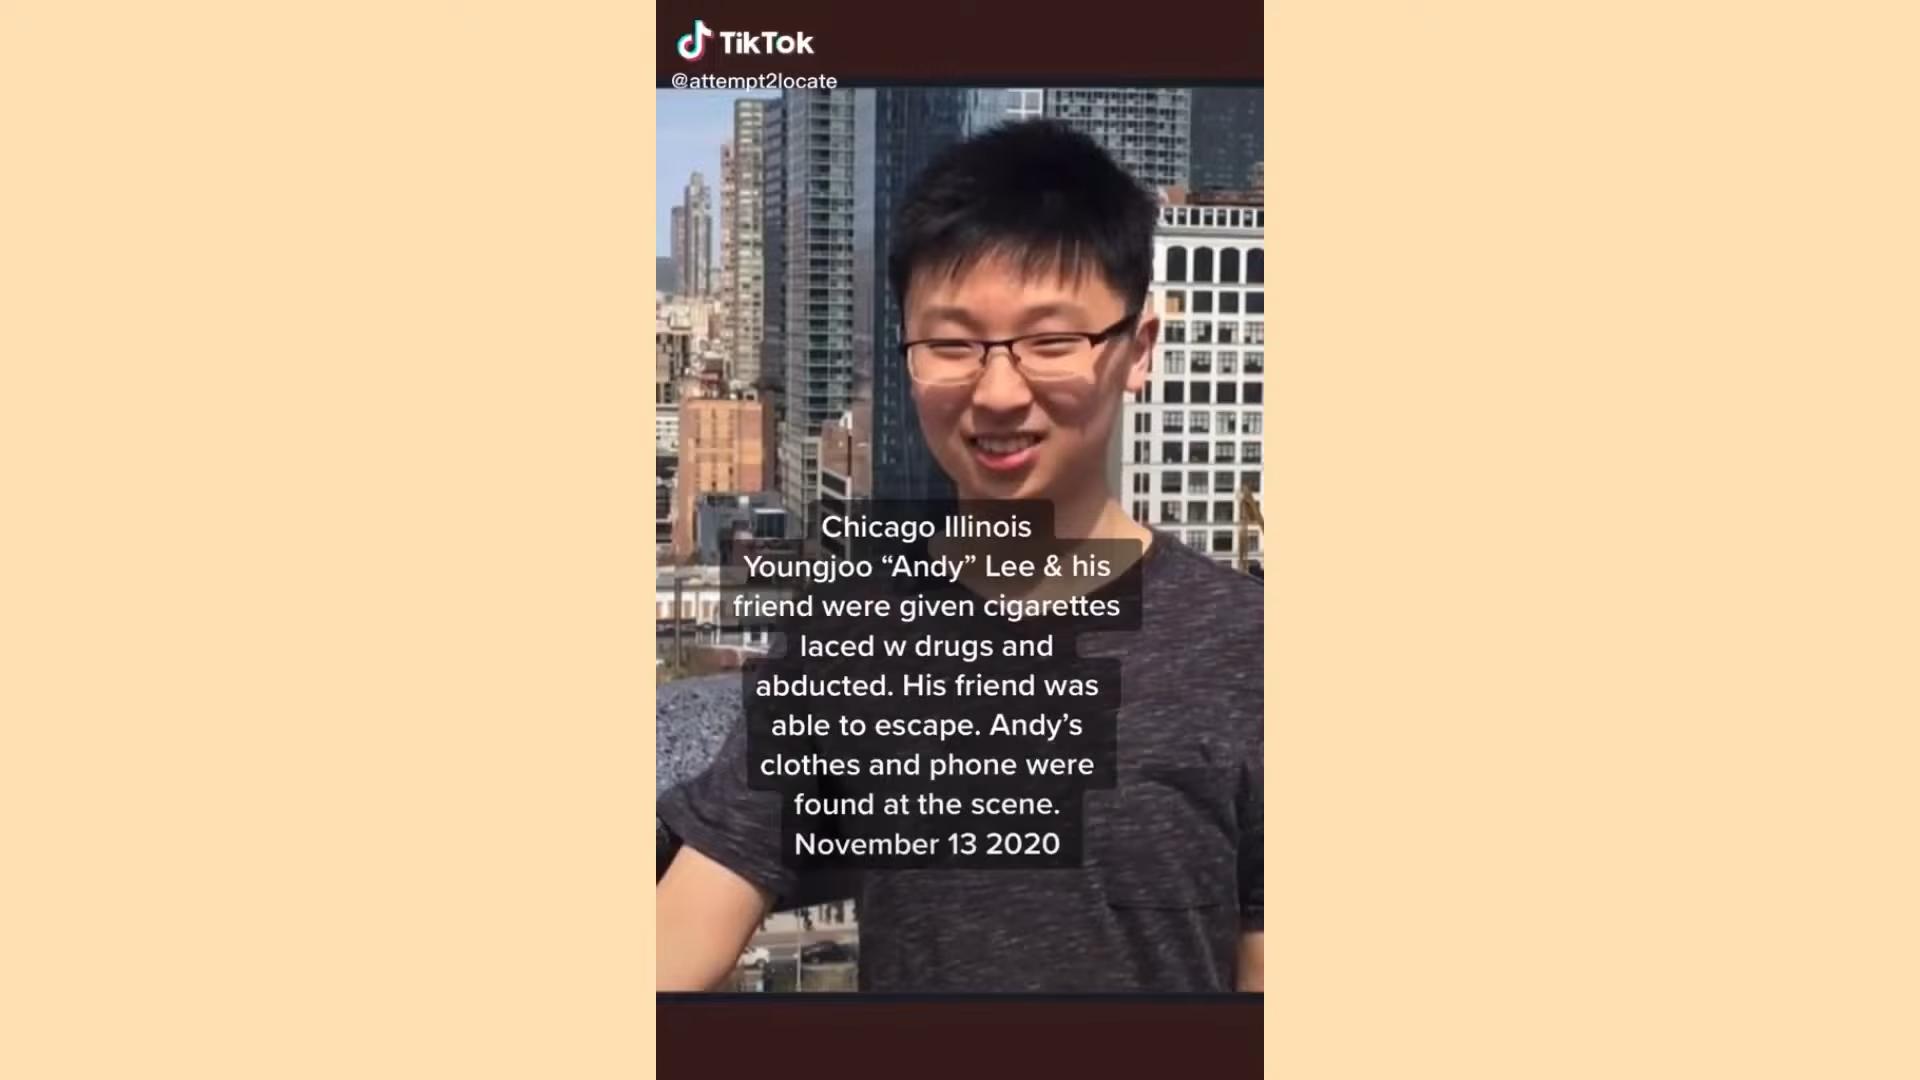 TikTok
@attempt2locate
Chicago Illinois
Youngjoo “Andy” Lee & his
friend were given cigarettes
laced w drugs and
abducted. His friend was
able to escape. Andy’s
clothes and phone were
found at the scene.
November 13 2020